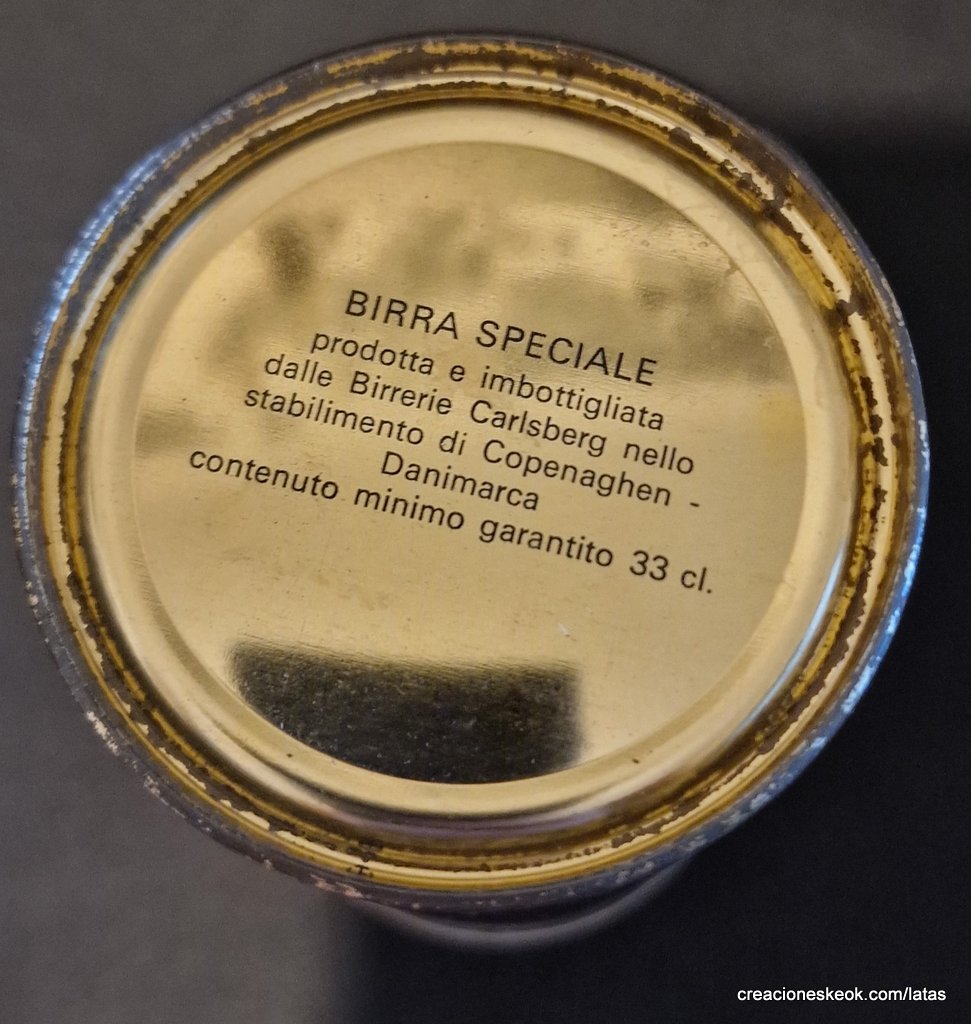 BIRRA SPECIALE
prodotta e imbottigliata
dalle Birrerie Carlsberg nello
stabilimento di Copenaghen -
Danimarca
contenuto minimo garantito 33 cl.
creacioneskeok.com/latas